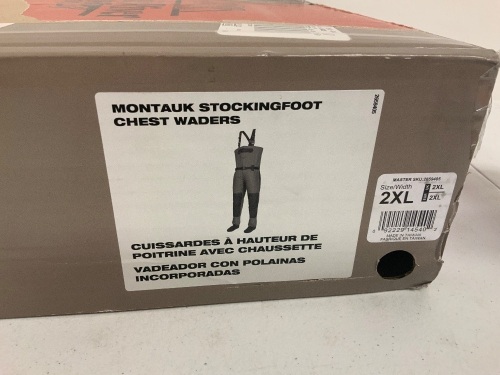 MONTAUK STOCKINGFOOT
CHEST WADERS
CUISSARDES À HAUTEUR DE
POITRINE AVEC CHAUSSETTE
VADEADOR CON POLAINAS
INCORPORADAS
Size/Width
2XL
2XL
2XL
MADE IN TAIWAN